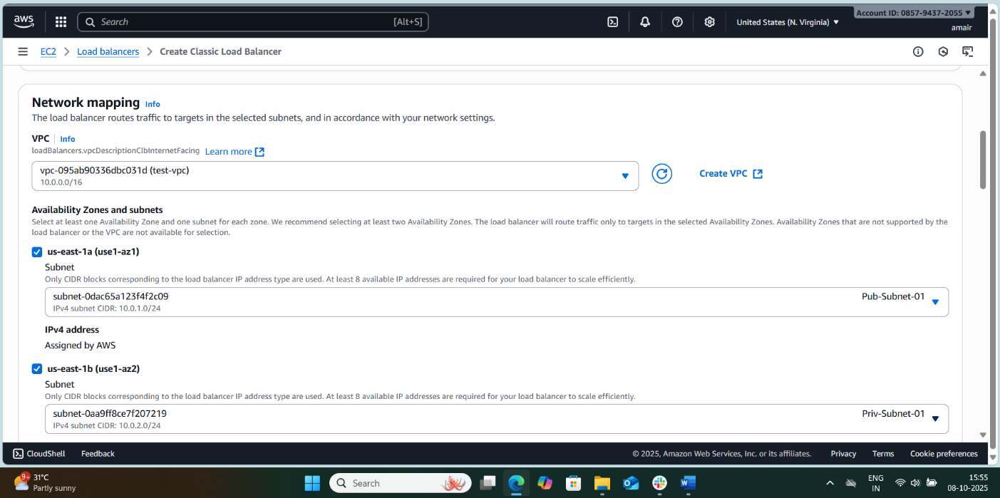 aws
Search
[Alt+S]
United States (N. Virginia) ▼
Account ID: 0857-9437-2055 ▼
amair
EC2 > Load balancers > Create Classic Load Balancer
Network mapping Info
The load balancer routes traffic to targets in the selected subnets, and in accordance with your network settings.
VPC | Info
loadBalancers.vpcDescriptionClbInternetFacing Learn more
vpc-095ab90336dbc031d (test-vpc)
10.0.0.0/16
Create VPC
Availability Zones and subnets
Select at least one Availability Zone and one subnet for each zone. We recommend selecting at least two Availability Zones. The load balancer will route traffic only to targets in the selected Availability Zones. Availability Zones that are not supported by the
load balancer or the VPC are not available for selection.
us-east-1a (use1-az1)
Subnet
Only CIDR blocks corresponding to the load balancer IP address type are used. At least 8 available IP addresses are required for your load balancer to scale efficiently.
subnet-0dac65a123f4f2c09 Pub-Subnet-01
IPv4 subnet CIDR: 10.0.1.0/24
IPv4 address
Assigned by AWS
us-east-1b (use1-az2)
Subnet
Only CIDR blocks corresponding to the load balancer IP address type are used. At least 8 available IP addresses are required for your load balancer to scale efficiently.
subnet-0aa9ff8ce7f207219 Priv-Subnet-01
IPv4 subnet CIDR: 10.0.2.0/24
CloudShell Feedback © 2025, Amazon Web Services, Inc. or its affiliates. Privacy Terms Cookie preferences
9+
31°C
Partly sunny
Search
ENG
IN
15:55
08-10-2025